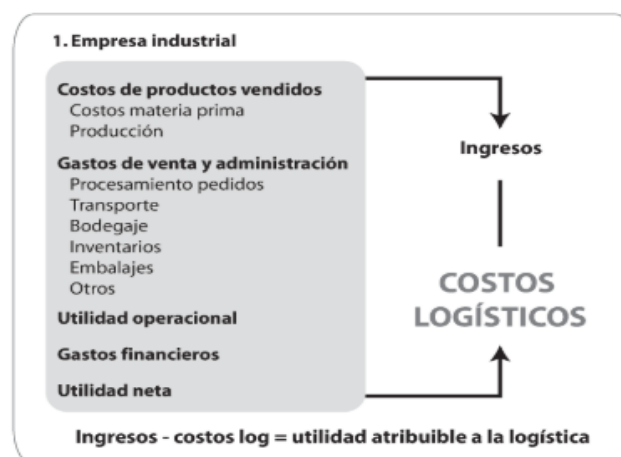 1. Empresa industrial
Costos de productos vendidos
Costos materia prima
Producción
Gastos de venta y administración
Procesamiento pedidos
Transporte
Bodegaje
Inventarios
Embalajes
Otros
Utilidad operacional
Gastos financieros
Utilidad neta
Ingresos
COSTOS
LOGÍSTICOS
Ingresos - costos log = utilidad atribuible a la logística